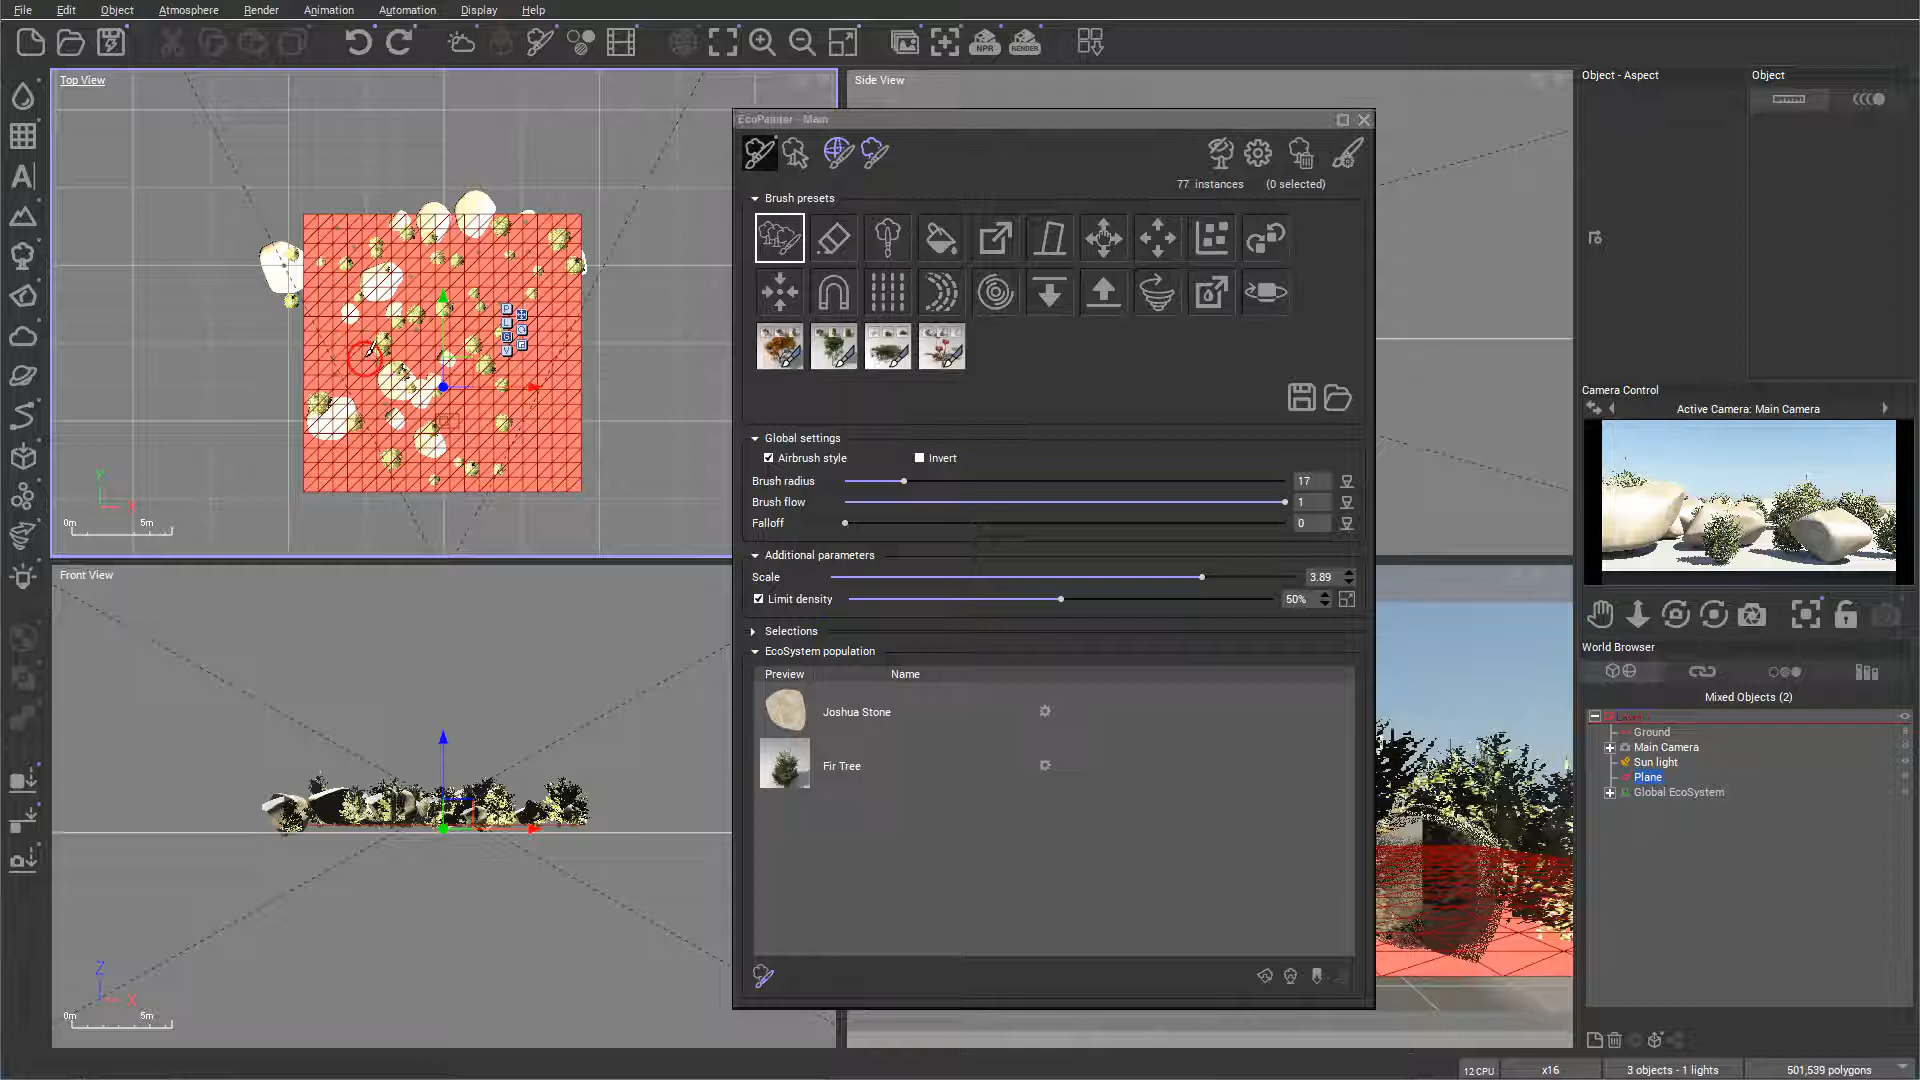 File Edit Object Atmosphere Render Animation Automation Display Help
NPR RENDER
Top View
Side View
Object - Aspect
Object
EcoPainter - Main
77 instances (0 selected)
Brush presets
Global settings
Airbrush style Invert
Brush radius 17
Brush flow 1
Falloff 0
Additional parameters
Scale 3.89
Limit density 50%
Selections
EcoSystem population
Preview Name
Joshua Stone
Fir Tree
Y
X
0m 5m
Front View
Z
X
0m 5m
Camera Control
Active Camera: Main Camera
World Browser
Mixed Objects (2)
Ground
Main Camera
Sun light
Plane
Global EcoSystem
12 CPU x16 3 objects - 1 lights 501,539 polygons